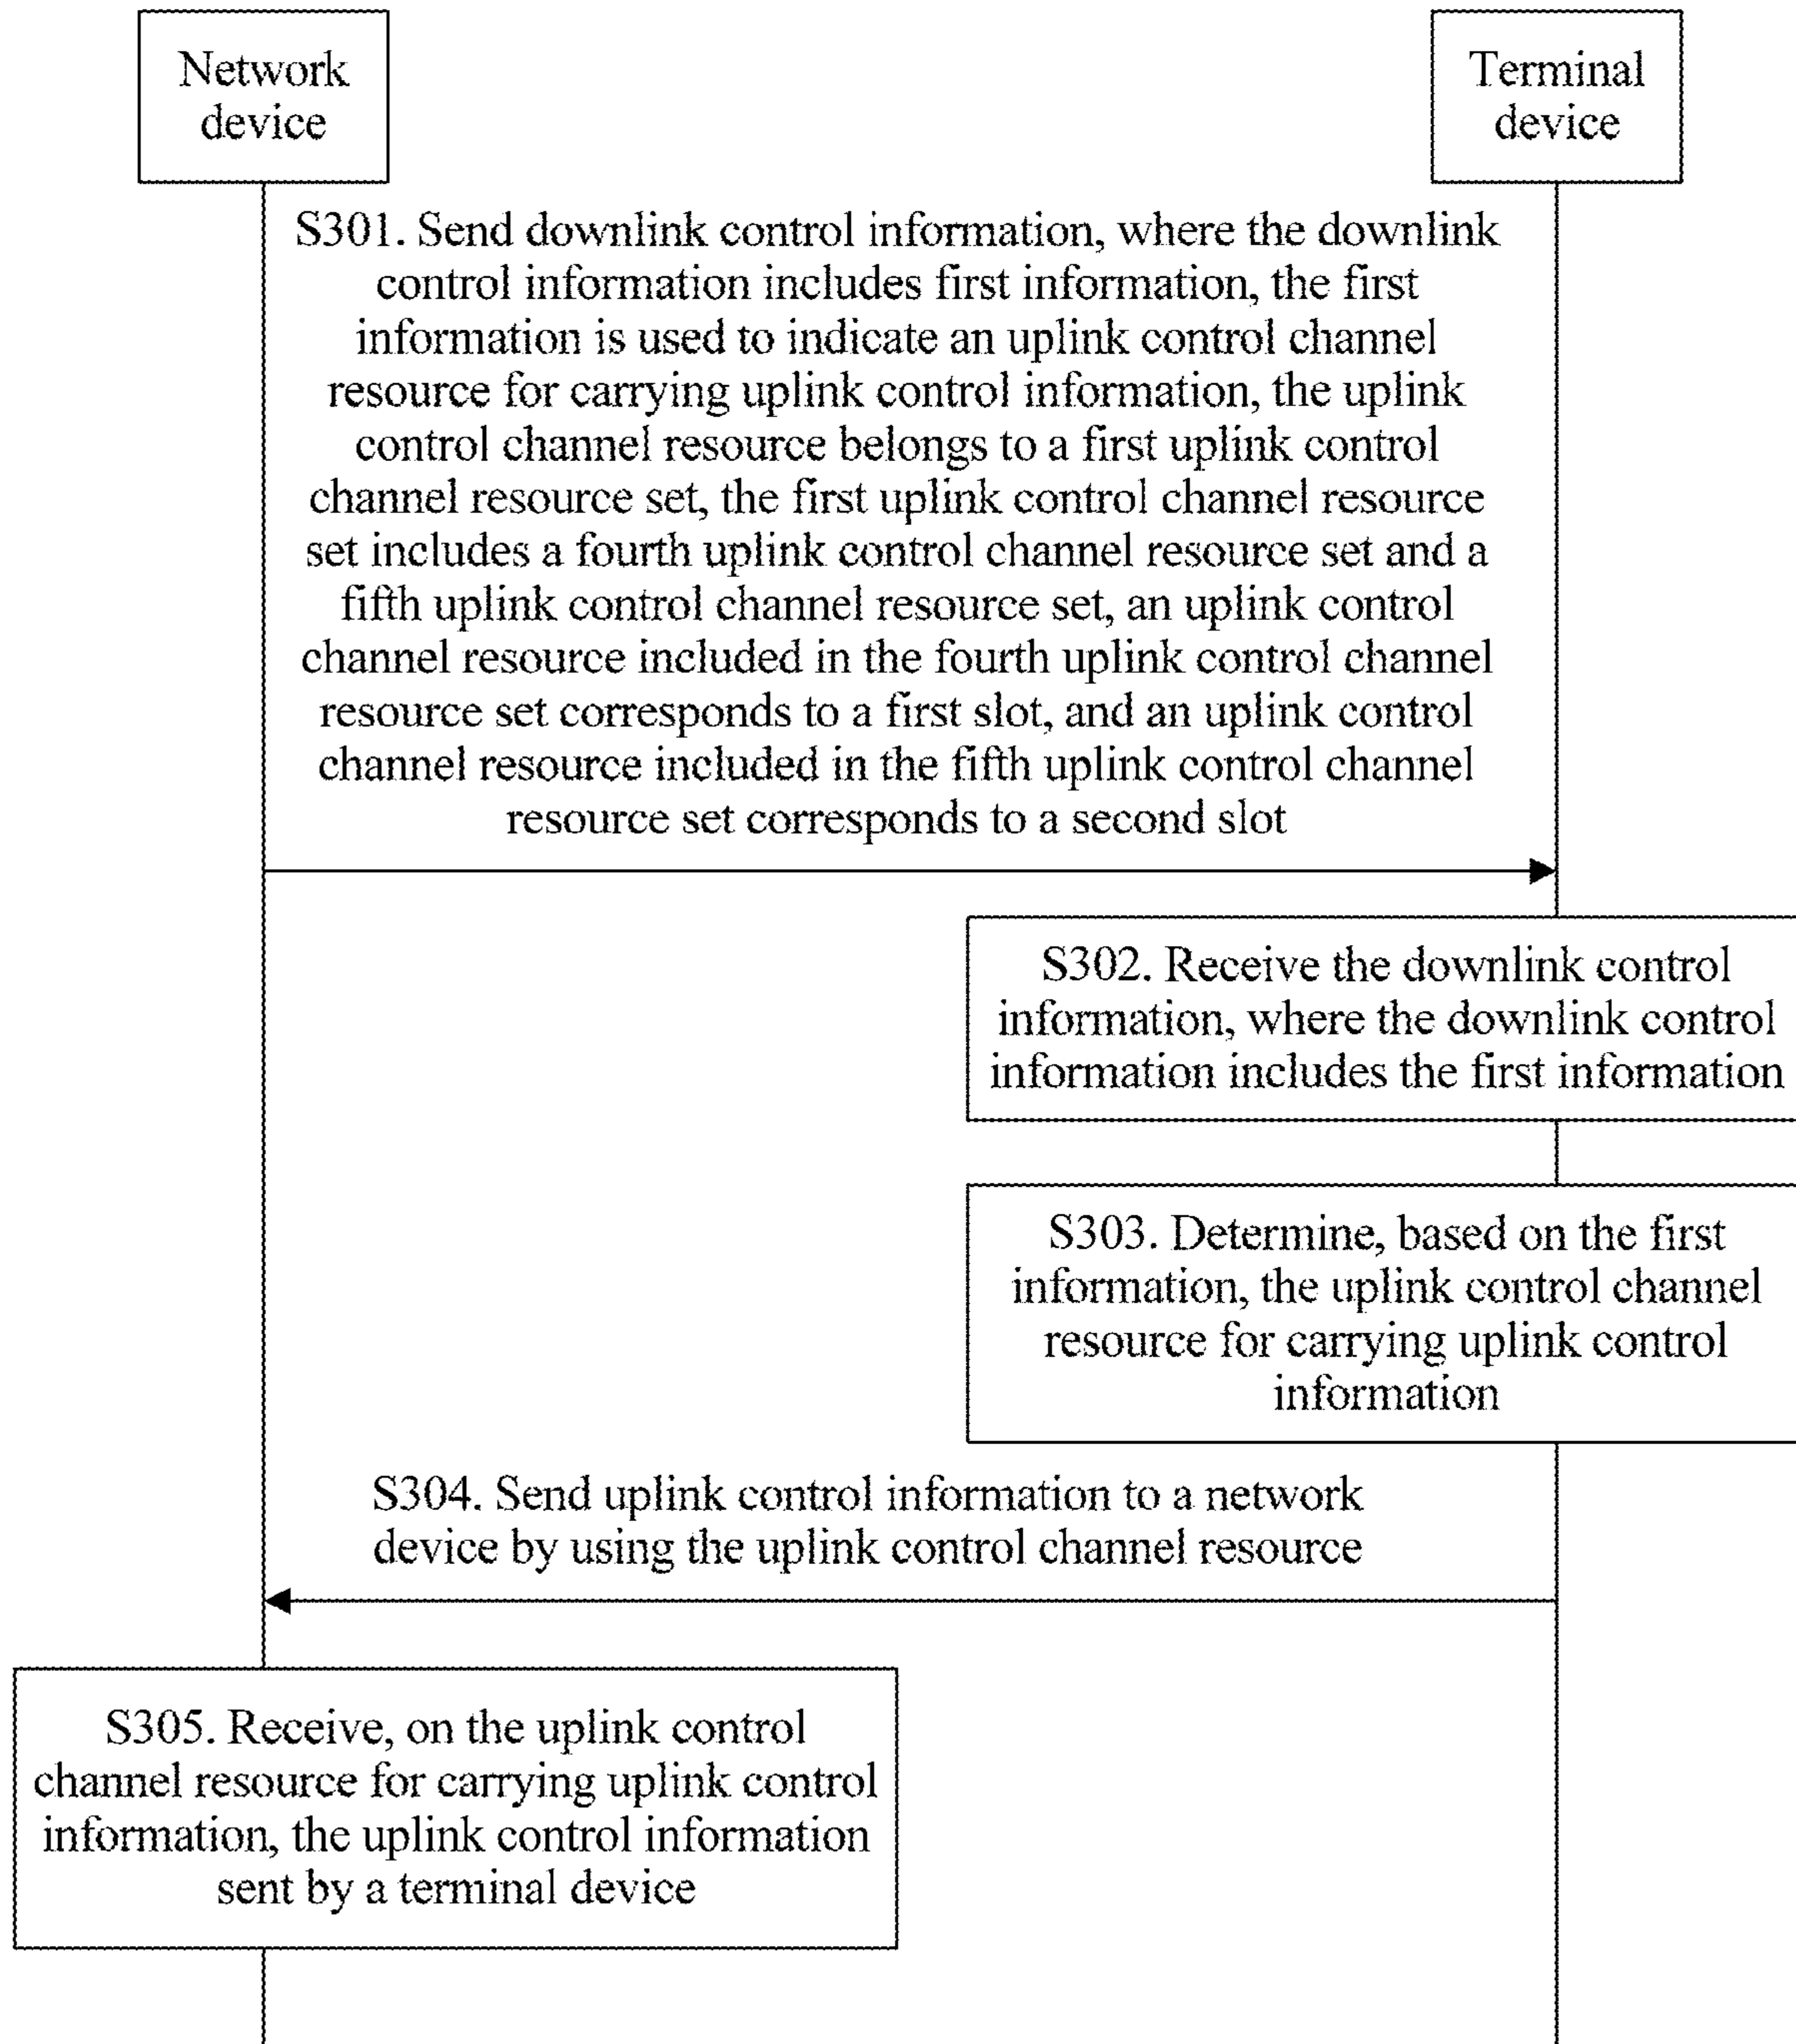 Network
device
Terminal
device
S301. Send downlink control information, where the downlink
control information includes first information, the first
information is used to indicate an uplink control channel
resource for carrying uplink control information, the uplink
control channel resource belongs to a first uplink control
channel resource set, the first uplink control channel resource
set includes a fourth uplink control channel resource set and a
fifth uplink control channel resource set, an uplink control
channel resource included in the fourth uplink control channel
resource set corresponds to a first slot, and an uplink control
channel resource included in the fifth uplink control channel
resource set corresponds to a second slot
S302. Receive the downlink control
information, where the downlink control
information includes the first information
S303. Determine, based on the first
information, the uplink control channel
resource for carrying uplink control
information
S304. Send uplink control information to a network
device by using the uplink control channel resource
S305. Receive, on the uplink control
channel resource for carrying uplink control
information, the uplink control information
sent by a terminal device